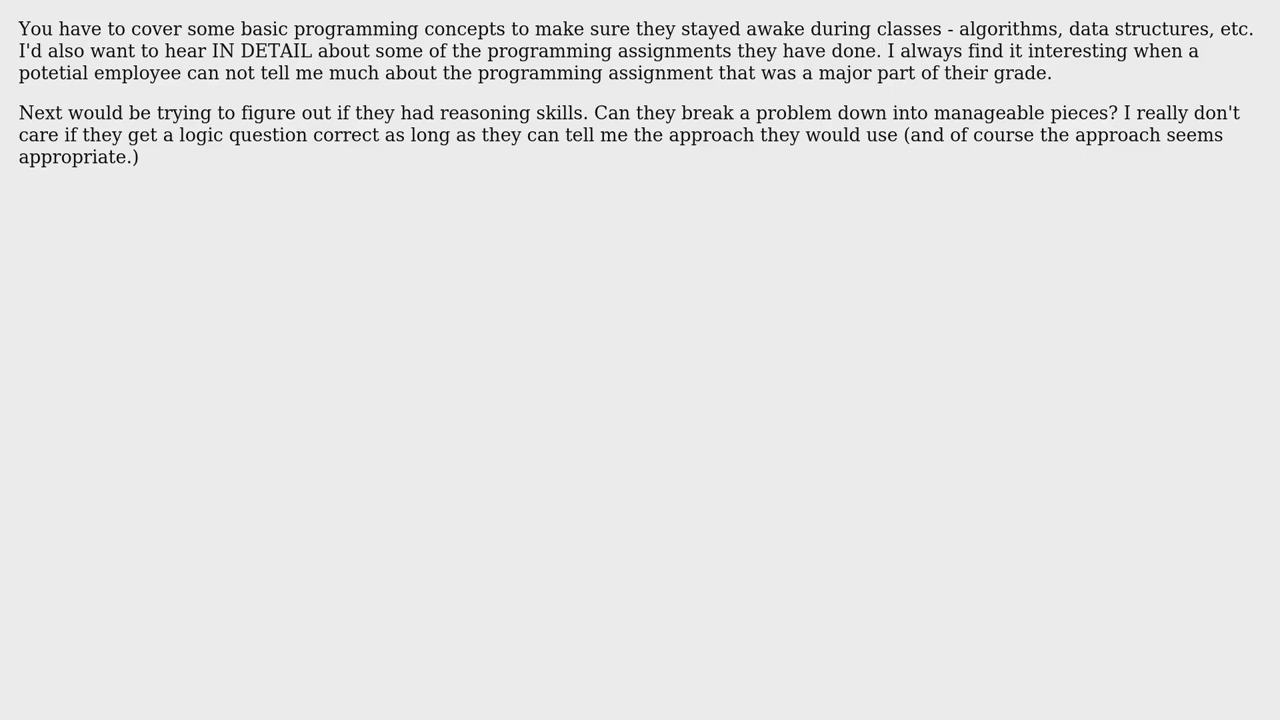 You have to cover some basic programming concepts to make sure they stayed awake during classes - algorithms, data structures, etc.
I'd also want to hear IN DETAIL about some of the programming assignments they have done. I always find it interesting when a
potetial employee can not tell me much about the programming assignment that was a major part of their grade.
Next would be trying to figure out if they had reasoning skills. Can they break a problem down into manageable pieces? I really don't
care if they get a logic question correct as long as they can tell me the approach they would use (and of course the approach seems
appropriate.)